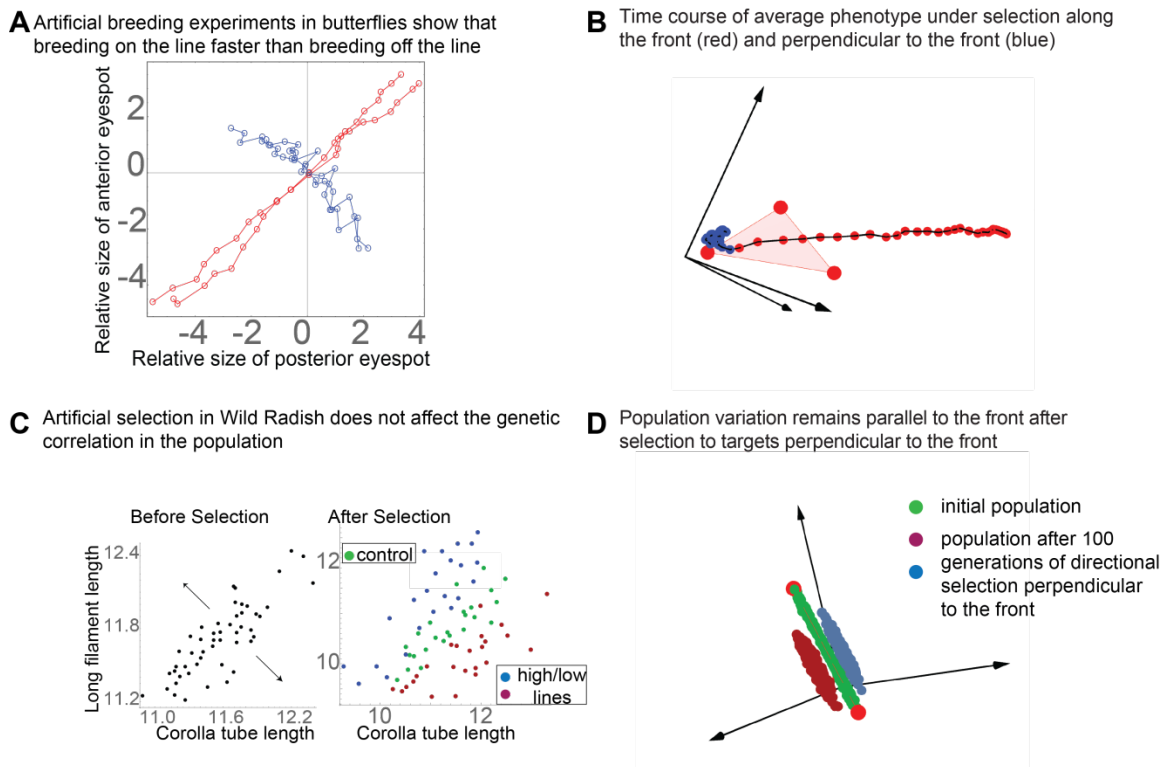 A Artificial breeding experiments in butterflies show that
breeding on the line faster than breeding off the line
Relative size of anterior eyespot
2
0
-2
-4
-4 -2 0 2 4
Relative size of posterior eyespot
B Time course of average phenotype under selection along
the front (red) and perpendicular to the front (blue)
C Artificial selection in Wild Radish does not affect the genetic
correlation in the population
Before Selection
Long filament length
12.4
11.8
11.2
11.0 11.6 12.2
Corolla tube length
After Selection
control
12
10
high/low
lines
10 12
Corolla tube length
D Population variation remains parallel to the front after
selection to targets perpendicular to the front
initial population
population after 100
generations of directional
selection perpendicular
to the front